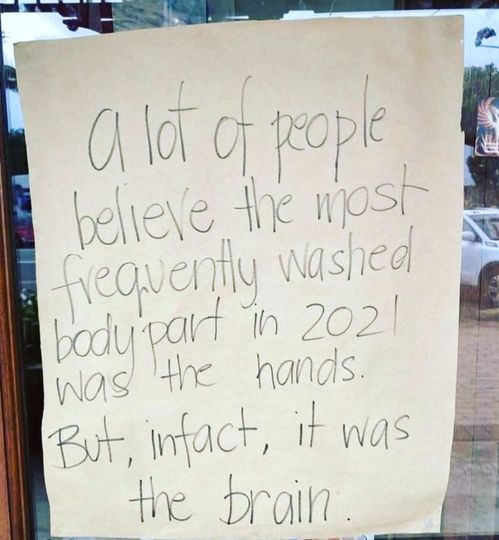 a lot of people
believe the most
frequently washed
body part in 2021
was the hands.
But, infact, it was
the brain.